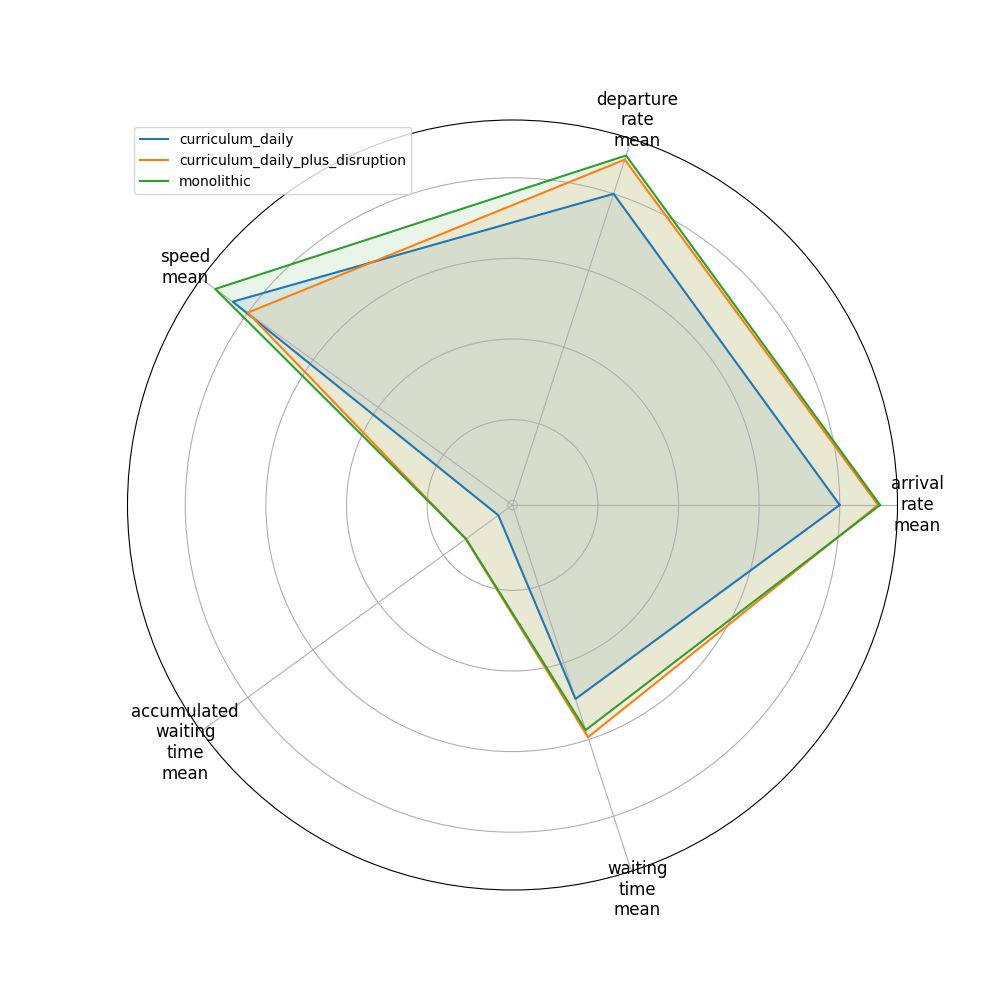 departure
rate
mean
curriculum_daily
curriculum_daily_plus_disruption
monolithic
speed
mean
arrival
rate
mean
accumulated
waiting
time
mean
waiting
time
mean